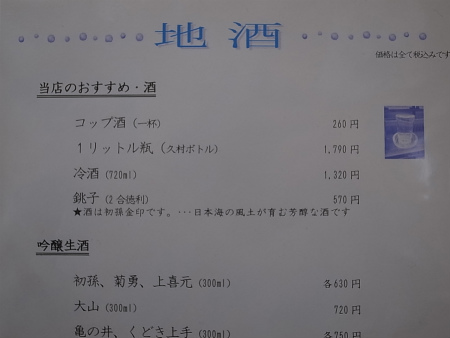 地酒
価格は全て税込みです
当店のおすすめ・酒
コップ酒(一杯) 260円
1リットル瓶(久村ボトル) 1,790円
冷酒(720ml) 1,320円
銚子(2合徳利) 570円
★酒は初孫金印です。･･･日本海の風土が育む芳醇な酒です
吟醸生酒
初孫、菊勇、上喜元(300ml) 各630円
大山(300ml) 720円
亀の井、くどき上手(300ml) 各750円